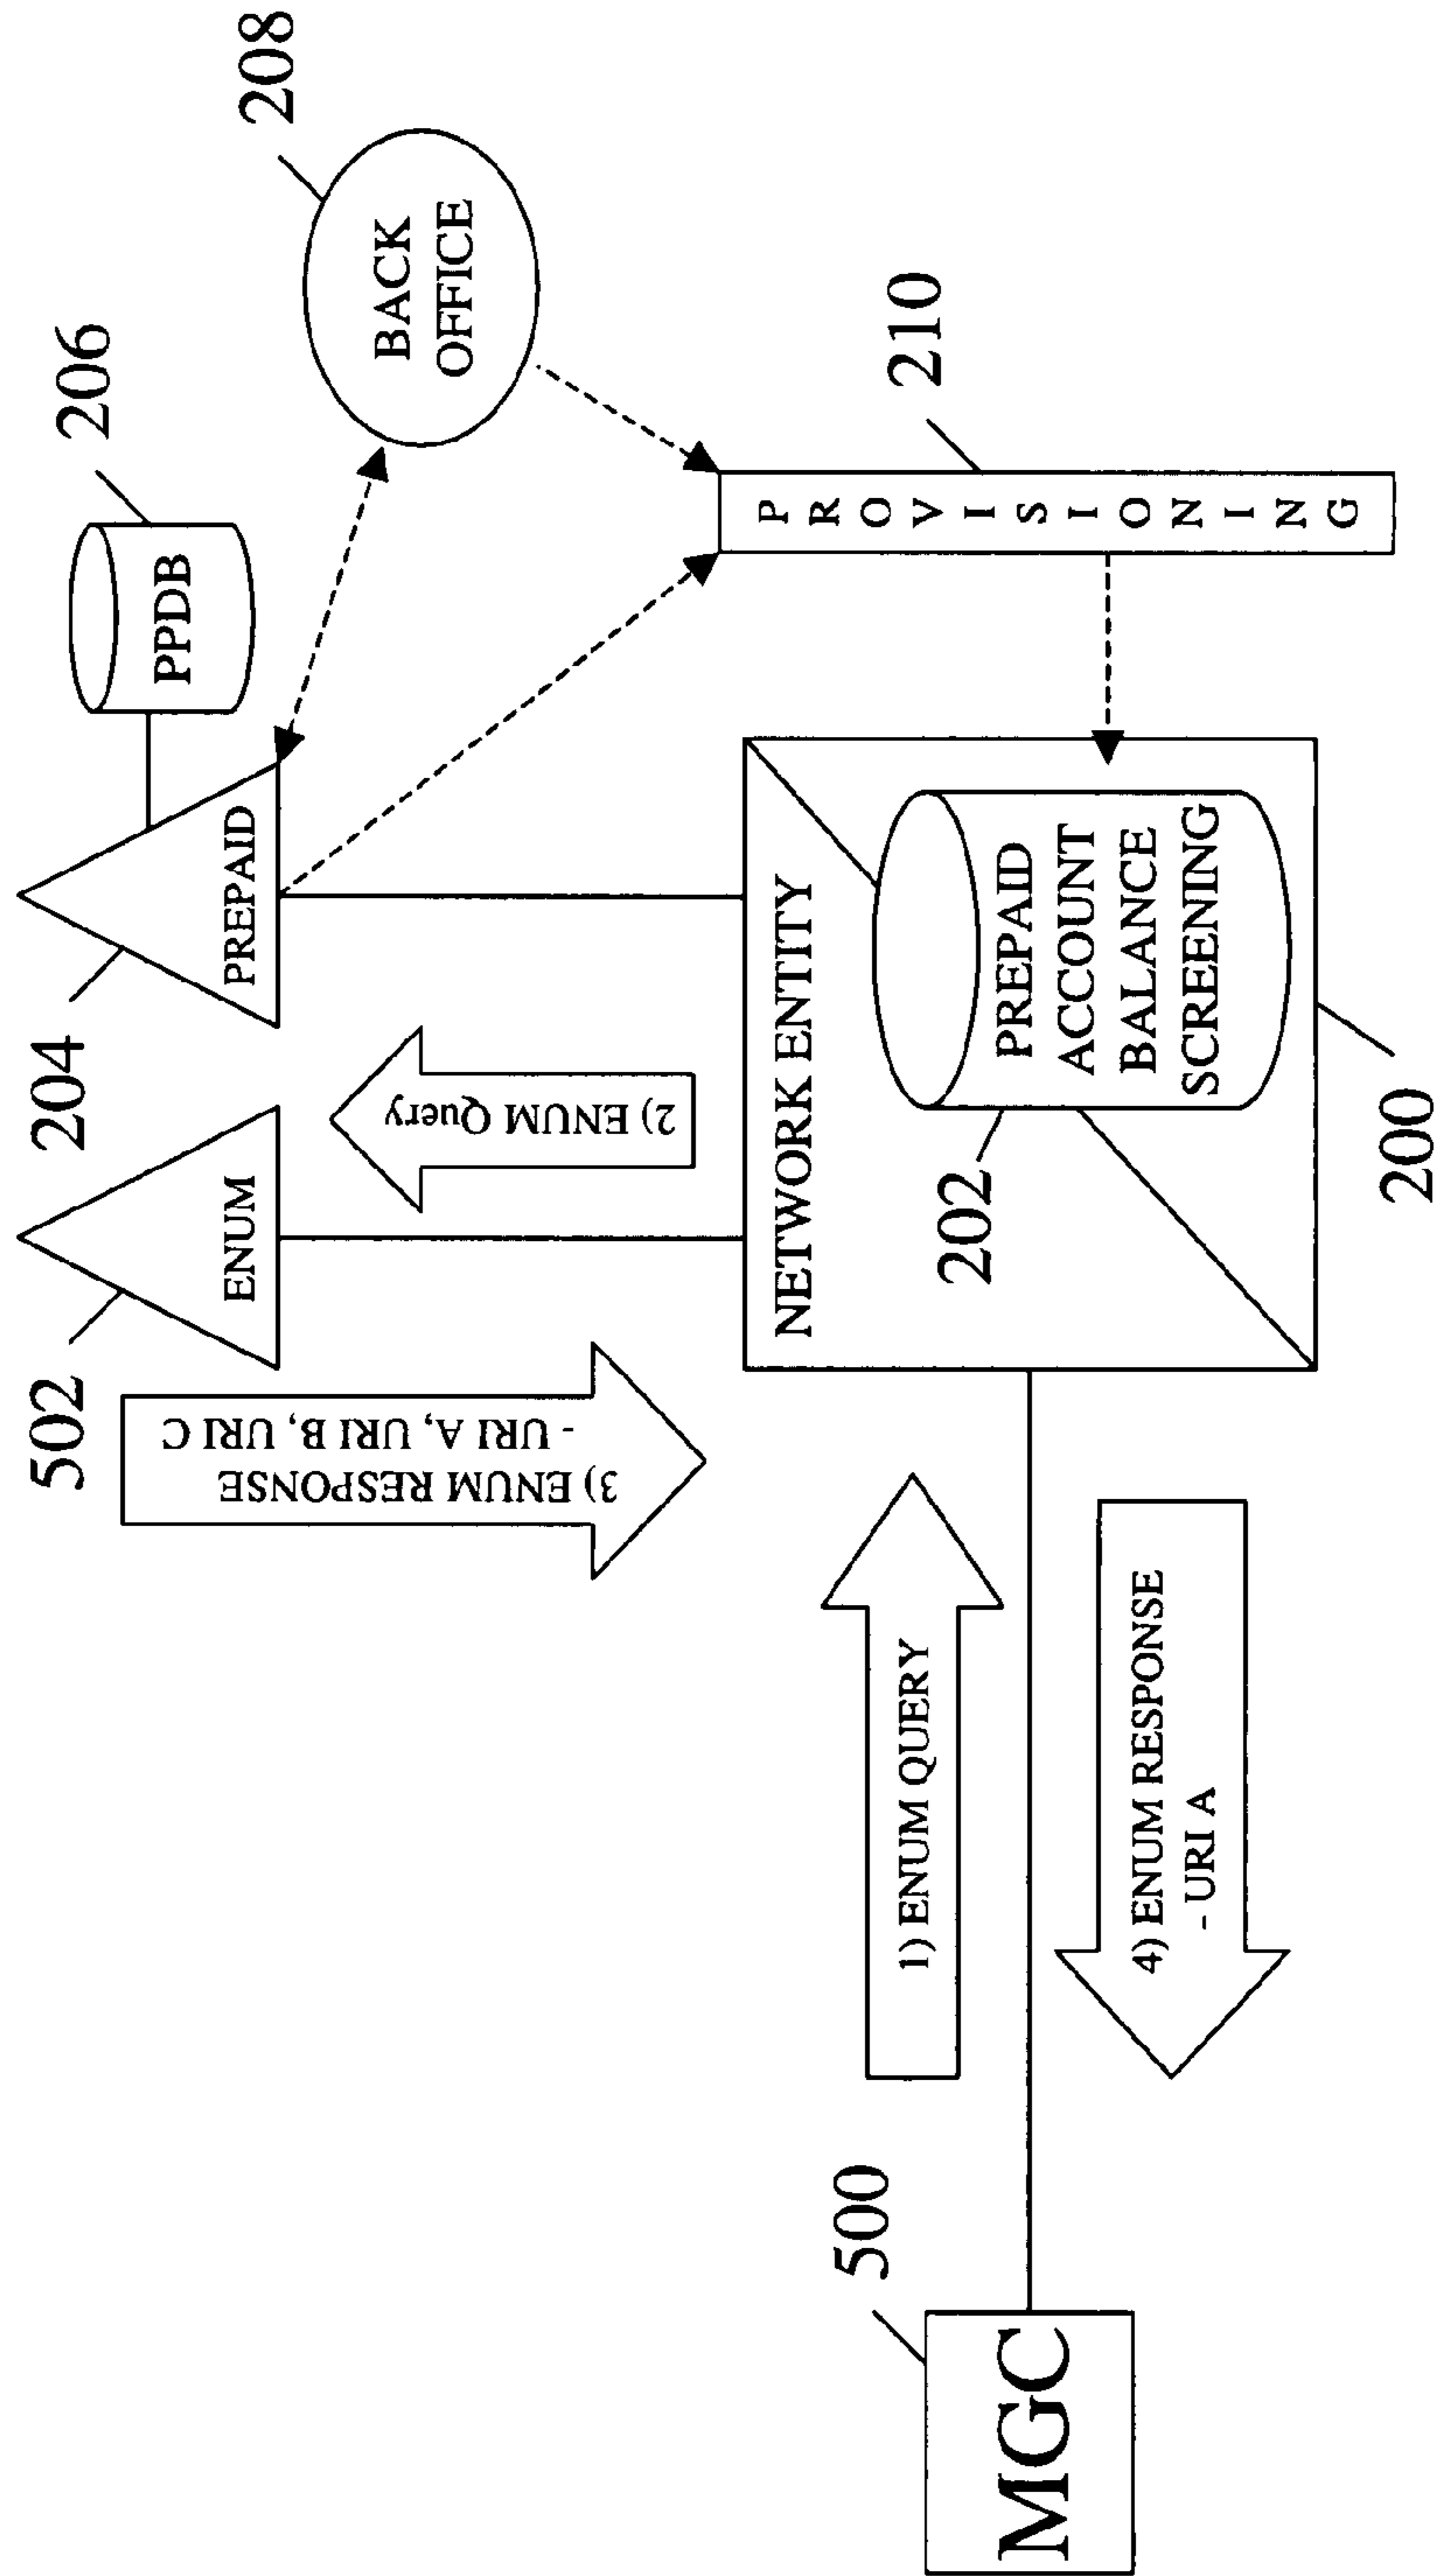 502
204
206
208
ENUM
PREPAID
PPDB
BACK
OFFICE
3) ENUM RESPONSE
- URI A, URI B, URI C
2) ENUM Query
210
PROVISIONING
NETWORK ENTITY
202
PREPAID
ACCOUNT
BALANCE
SCREENING
200
500
MGC
1) ENUM QUERY
4) ENUM RESPONSE
- URI A